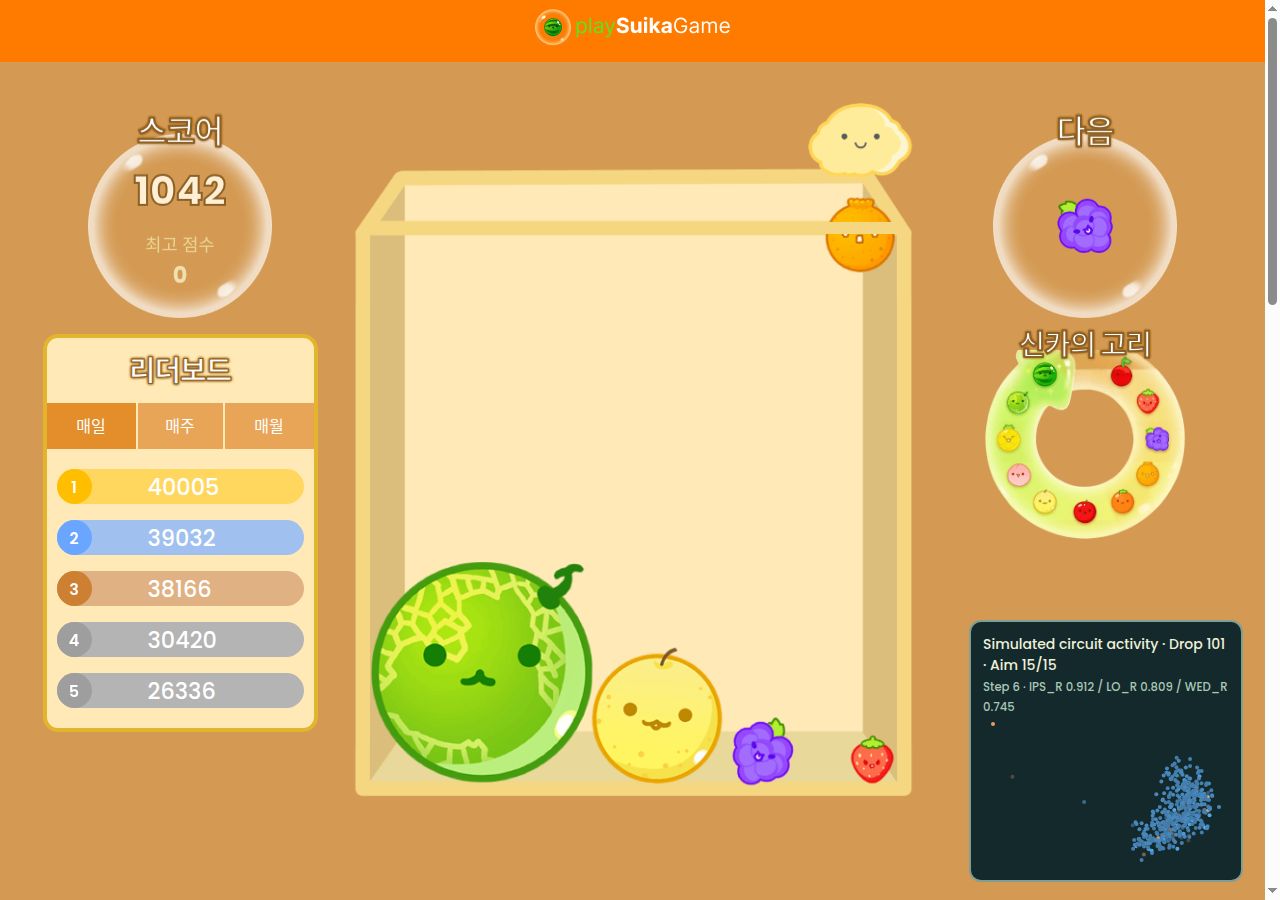 playSuikaGame
스코어
1042
최고 점수
0
다음
리더보드
매일 매주 매월
1 40005
2 39032
3 38166
4 30420
5 26336
신카의 고리
Simulated circuit activity · Drop 101
· Aim 15/15
Step 6 · IPS_R 0.912 / LO_R 0.809 / WED_R
0.745